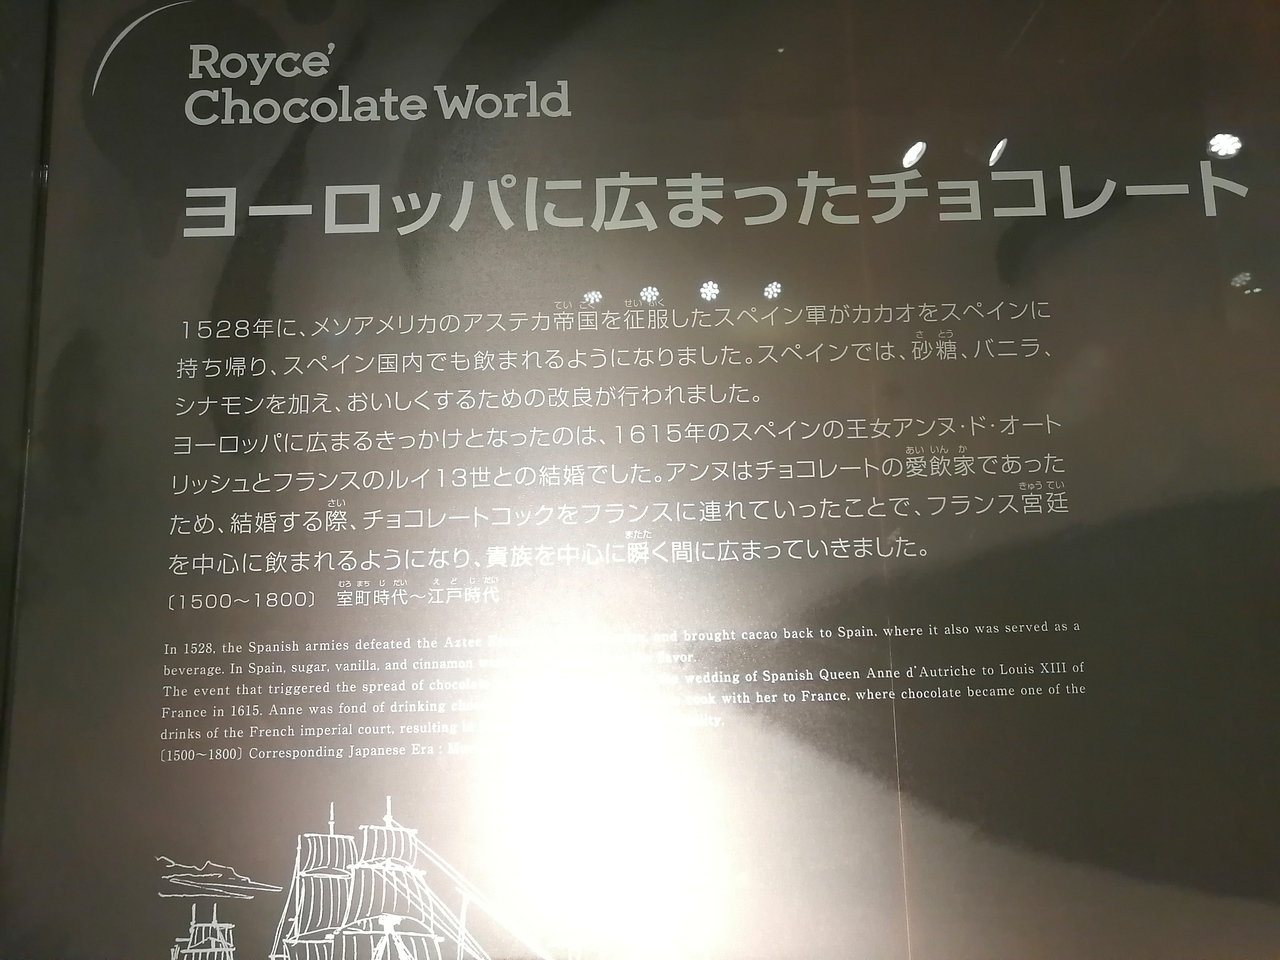 Royce'
Chocolate World
ヨーロッパに広まったチョコレート
1528年に、メソアメリカのアステカ帝国を征服したスペイン軍がカカオをスペインに
持ち帰り、スペイン国内でも飲まれるようになりました。スペインでは、砂糖、バニラ、
シナモンを加え、おいしくするための改良が行われました。
ヨーロッパに広まるきっかけとなったのは、1615年のスペインの王女アンヌ・ド・オート
リッシュとフランスのルイ13世との結婚でした。アンヌはチョコレートの愛飲家であった
ため、結婚する際、チョコレートコックをフランスに連れていったことで、フランス宮廷
を中心に飲まれるようになり、貴族を中心に瞬く間に広まっていきました。
〔1500〜1800〕 室町時代〜江戸時代
In 1528, the Spanish armies defeated the Aztec and brought cacao back to Spain, where it also was served as a
beverage. In Spain, sugar, vanilla, and cinnamon
The event that triggered the spread of wedding of Spanish Queen Anne d'Autriche to Louis XIII of
France in 1615. Anne was fond of drinking cook with her to France, where chocolate became one of the
drinks of the French imperial court, resulting
〔1500〜1800〕 Corresponding Japanese Era :